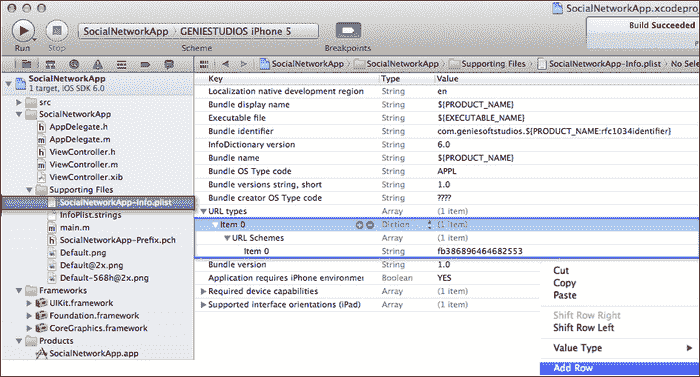 SocialNetworkApp.xcodeproj
Build Succeeded
Run Stop SocialNetworkApp GENIESTUDIOS iPhone 5
Scheme Breakpoints
SocialNetworkApp SocialNetworkApp Supporting Files SocialNetworkApp-Info.plist No Sel
SocialNetworkApp
1 target, iOS SDK 6.0
src
SocialNetworkApp
AppDelegate.h
AppDelegate.m
ViewController.h
ViewController.m
ViewController.xib
Supporting Files
SocialNetworkApp-Info.plist
InfoPlist.strings
main.m
SocialNetworkApp-Prefix.pch
Default.png
Default@2x.png
Default-568h@2x.png
Frameworks
UIKit.framework
Foundation.framework
CoreGraphics.framework
Products
SocialNetworkApp.app
Key Type Value
Localization native development region String en
Bundle display name String ${PRODUCT_NAME}
Executable file String ${EXECUTABLE_NAME}
Bundle identifier String com.geniesoftstudios.${PRODUCT_NAME:rfc1034identifier}
InfoDictionary version String 6.0
Bundle name String ${PRODUCT_NAME}
Bundle OS Type code String APPL
Bundle versions string, short String 1.0
Bundle creator OS Type code String ????
URL types Array (1 item)
Item 0 Diction (1 item)
URL Schemes Array (1 item)
Item 0 String fb386896464682553
Bundle version String 1.0
Application requires iPhone environmen Boolean YES
Required device capabilities Array (1 item)
Supported interface orientations (iPad) Array (4 items)
Cut
Copy
Paste
Shift Row Right
Shift Row Left
Value Type
Add Row